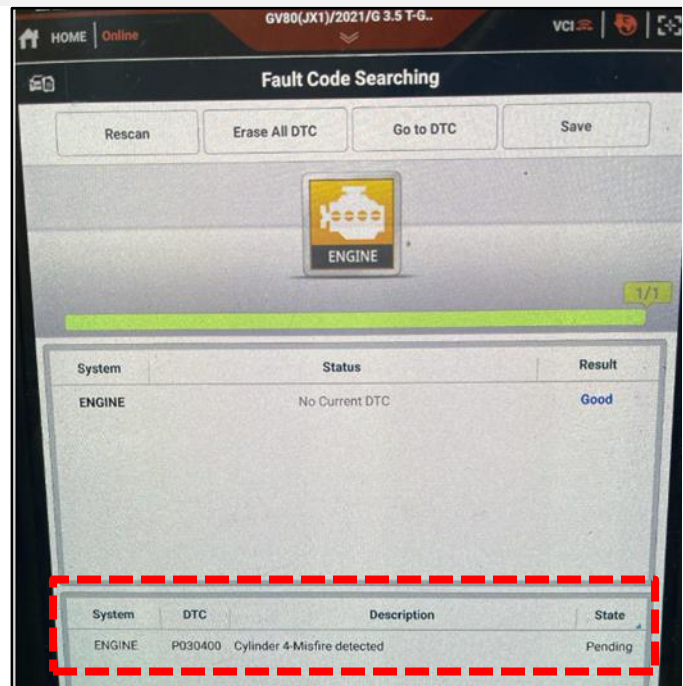 GV80(JX1)/2021/G 3.5 T-G..
HOME Online VCI
Fault Code Searching
Rescan Erase All DTC Go to DTC Save
ENGINE
1/1
System Status Result
ENGINE No Current DTC Good
System DTC Description State
ENGINE P030400 Cylinder 4-Misfire detected Pending